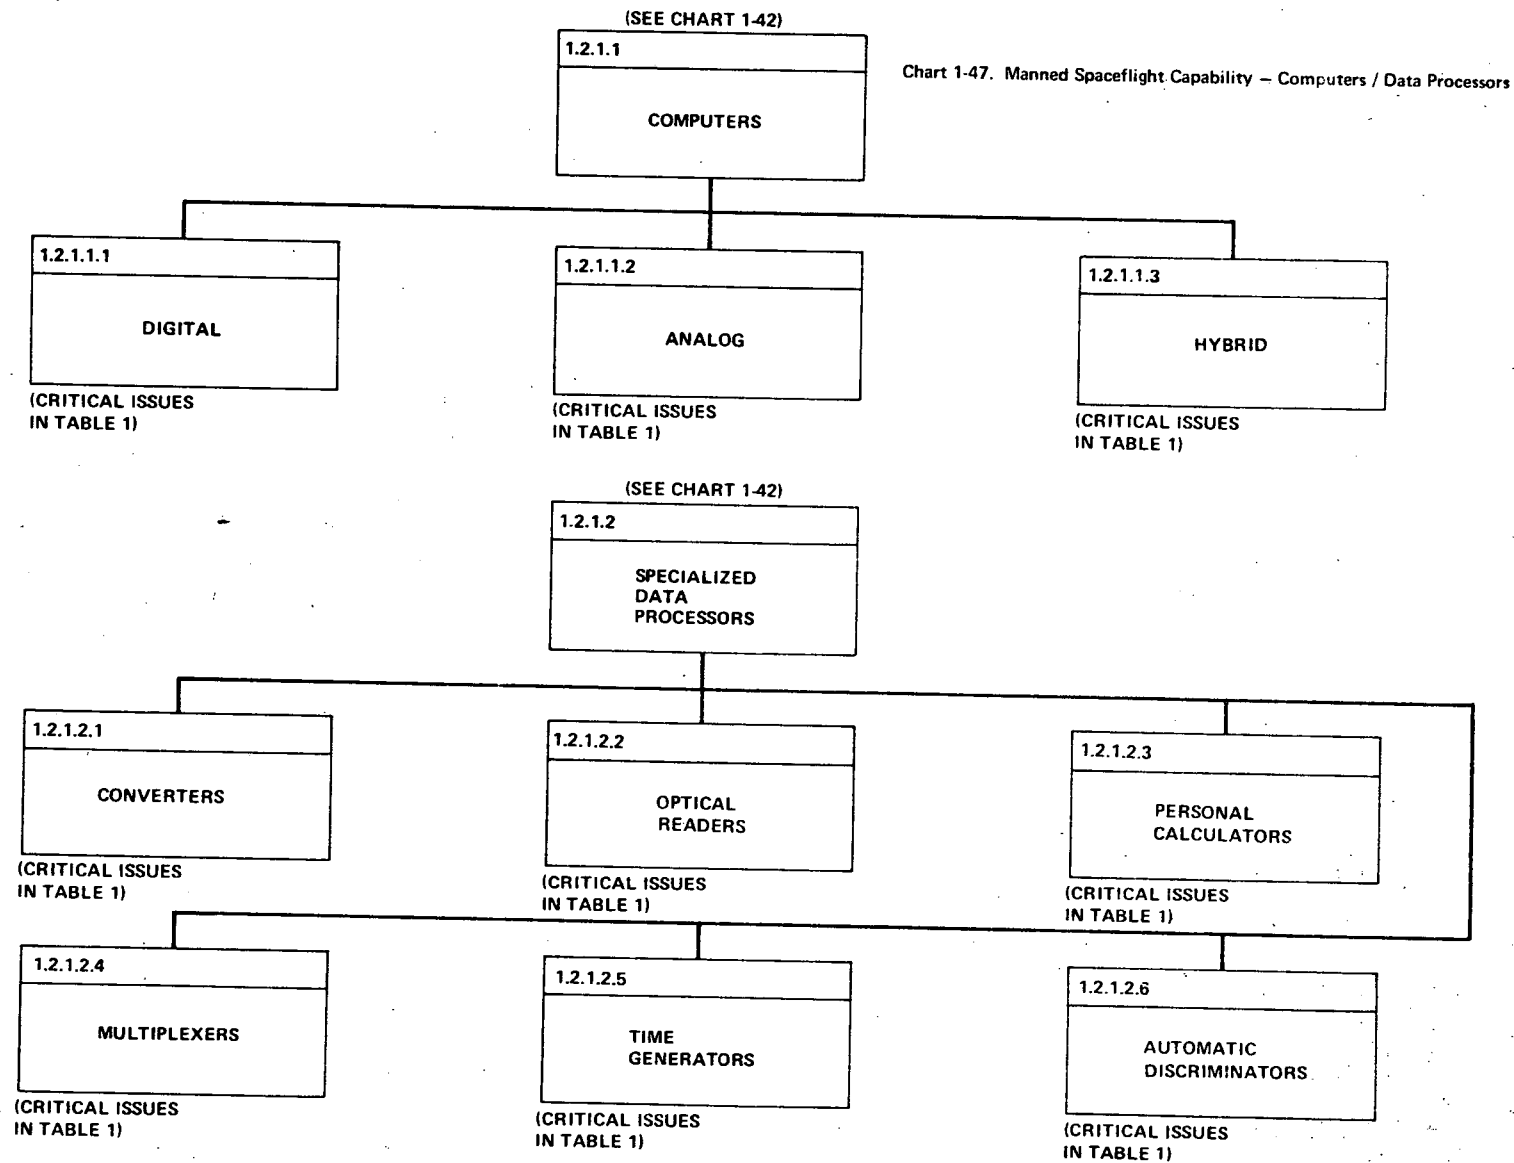 (SEE CHART 1-42)
1.2.1.1
COMPUTERS
Chart 1-47. Manned Spaceflight Capability – Computers / Data Processors
1.2.1.1.1
DIGITAL
(CRITICAL ISSUES
IN TABLE 1)
1.2.1.1.2
ANALOG
(CRITICAL ISSUES
IN TABLE 1)
1.2.1.1.3
HYBRID
(CRITICAL ISSUES
IN TABLE 1)
(SEE CHART 1-42)
1.2.1.2
SPECIALIZED
DATA
PROCESSORS
1.2.1.2.1
CONVERTERS
(CRITICAL ISSUES
IN TABLE 1)
1.2.1.2.2
OPTICAL
READERS
(CRITICAL ISSUES
IN TABLE 1)
1.2.1.2.3
PERSONAL
CALCULATORS
(CRITICAL ISSUES
IN TABLE 1)
1.2.1.2.4
MULTIPLEXERS
(CRITICAL ISSUES
IN TABLE 1)
1.2.1.2.5
TIME
GENERATORS
(CRITICAL ISSUES
IN TABLE 1)
1.2.1.2.6
AUTOMATIC
DISCRIMINATORS
(CRITICAL ISSUES
IN TABLE 1)